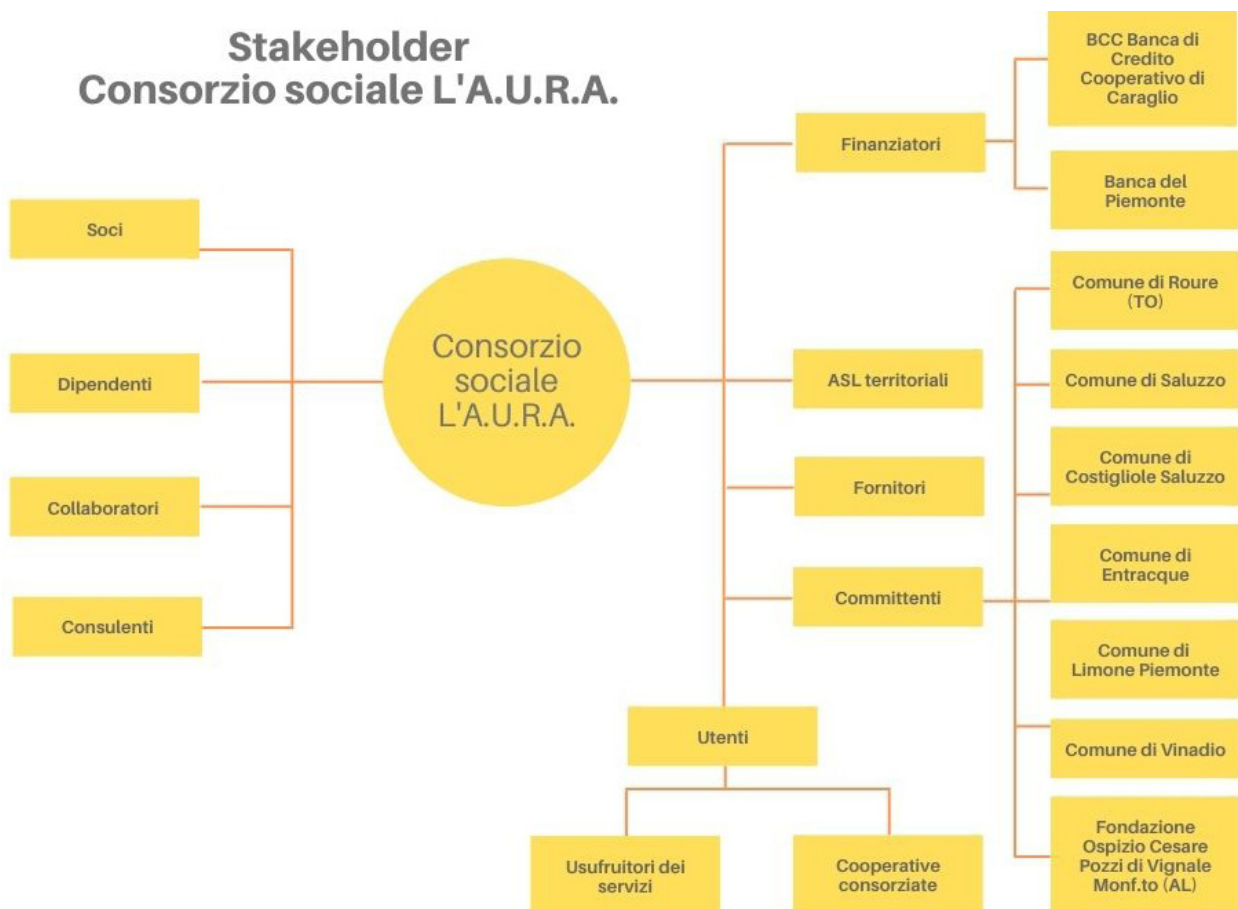 Stakeholder
Consorzio sociale L'A.U.R.A.
Soci
Dipendenti
Collaboratori
Consulenti
Consorzio
sociale
L'A.U.R.A.
Finanziatori
BCC Banca di
Credito
Cooperativo di
Caraglio
Banca del
Piemonte
ASL territoriali
Fornitori
Committenti
Comune di Roure
(TO)
Comune di Saluzzo
Comune di
Costigliole Saluzzo
Comune di
Entracque
Comune di
Limone Piemonte
Comune di Vinadio
Fondazione
Ospizio Cesare
Pozzi di Vignale
Monf.to (AL)
Utenti
Usufruitori dei
servizi
Cooperative
consorziate